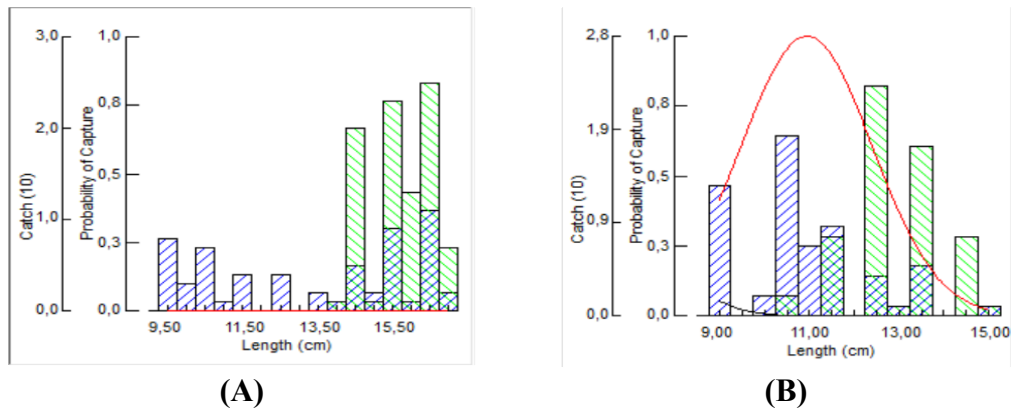 3,0
2,0
1,0
0,0
Catch (10)
1,0
0,8
0,5
0,3
0,0
Probability of Capture
9,50 11,50 13,50 15,50
Length (cm)
(A)
2,8
1,9
0,9
0,0
Catch (10)
1,0
0,8
0,5
0,3
0,0
Probability of Capture
9,00 11,00 13,00 15,00
Length (cm)
(B)